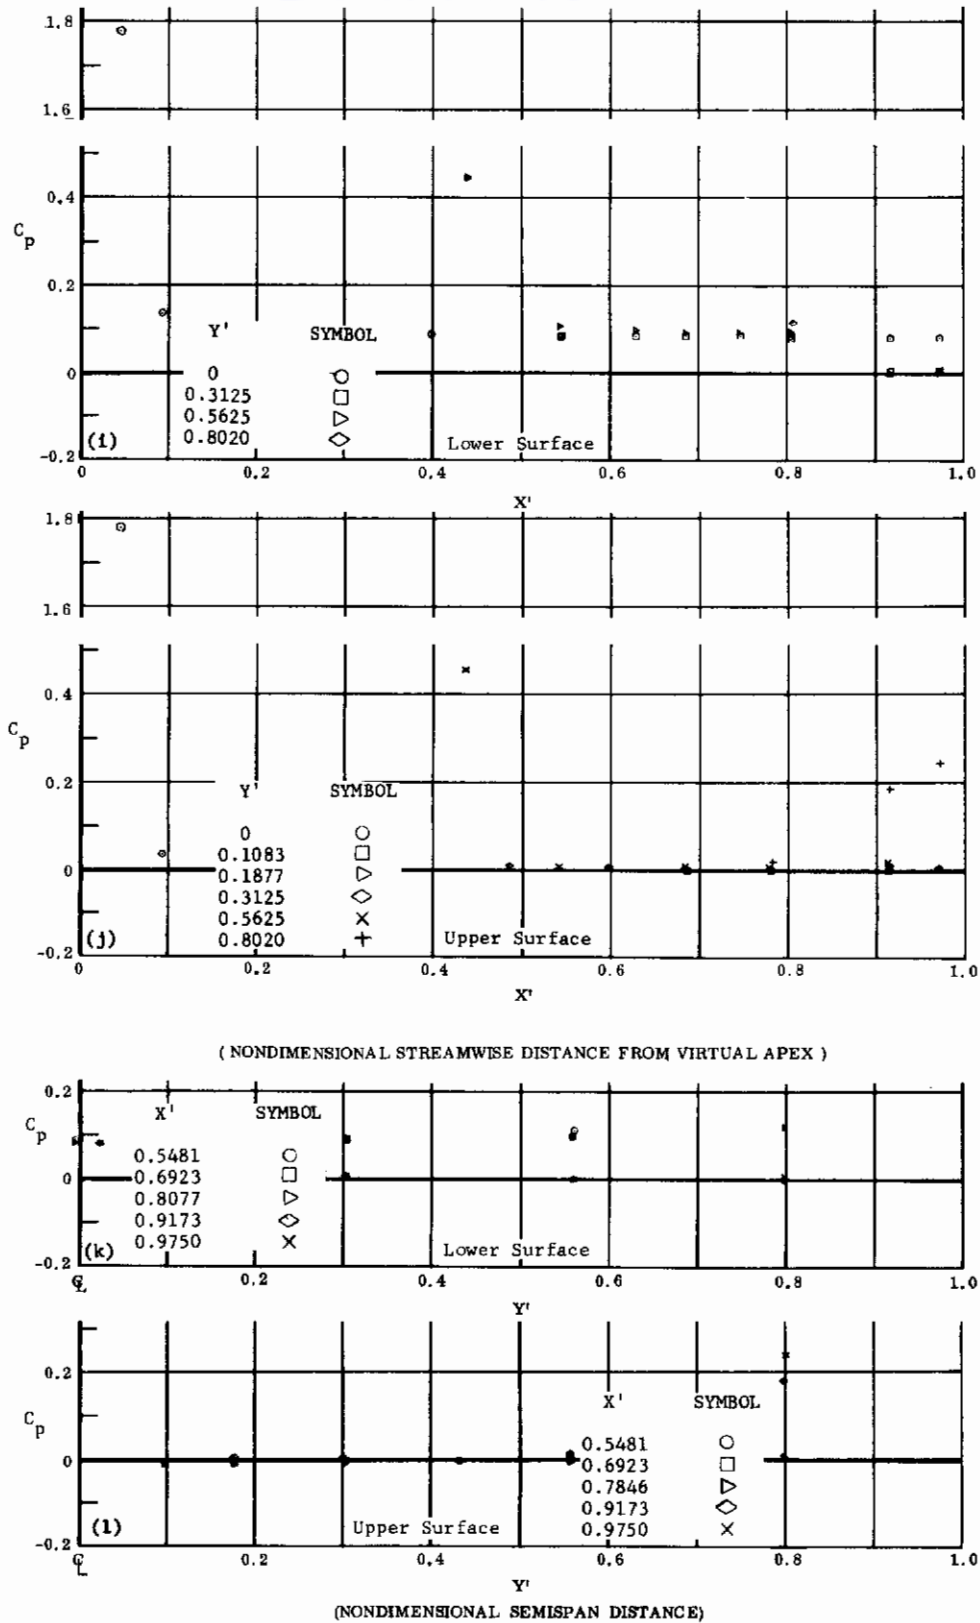 1.8
1.6
0.4
C_p
0.2
Y' SYMBOL
0
0 ○
0.3125 □
0.5625 ▷
0.8020 ◇
(i) Lower Surface
-0.2
0 0.2 0.4 0.6 0.8 1.0
X'
1.8
1.6
0.4
C_p
0.2
Y' SYMBOL
0 ○
0.1083 □
0
0.1877 ▷
0.3125 ◇
0.5625 ×
0.8020 +
(j) Upper Surface
-0.2
0 0.2 0.4 0.6 0.8 1.0
X'
( NONDIMENSIONAL STREAMWISE DISTANCE FROM VIRTUAL APEX )
0.2
X' SYMBOL
C_p
0.5481 ○
0
0.6923 □
0.8077 ▷
0.9173 ◇
0.9750 ×
(k) Lower Surface
-0.2
℄ 0.2 0.4 0.6 0.8 1.0
Y'
0.2
X' SYMBOL
C_p
0.5481 ○
0
0.6923 □
0.7846 ▷
0.9173 ◇
0.9750 ×
(l) Upper Surface
-0.2
℄ 0.2 0.4 0.6 0.8 1.0
Y'
(NONDIMENSIONAL SEMISPAN DISTANCE)